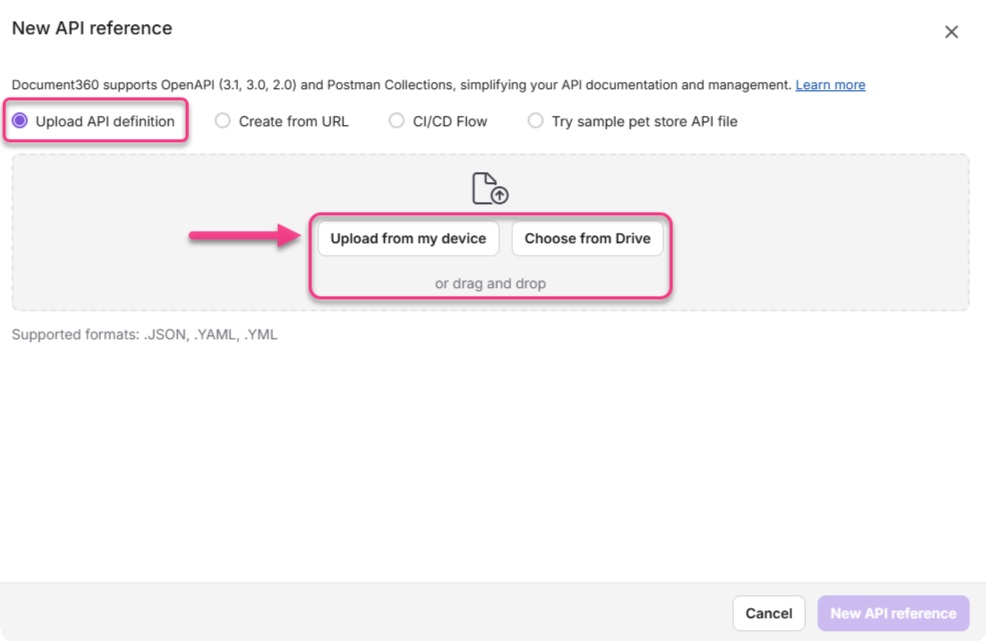 New API reference
Document360 supports OpenAPI (3.1, 3.0, 2.0) and Postman Collections, simplifying your API documentation and management. Learn more
Upload API definition Create from URL CI/CD Flow Try sample pet store API file
Upload from my device Choose from Drive
or drag and drop
Supported formats: .JSON, .YAML, .YML
Cancel New API reference